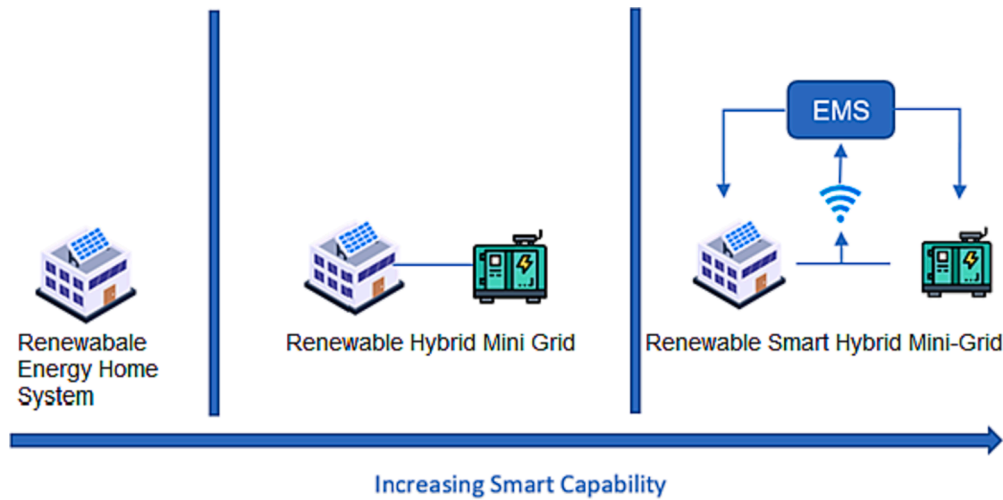 EMS
Renewabale
Energy Home
System
Renewable Hybrid Mini Grid
Renewable Smart Hybrid Mini-Grid
Increasing Smart Capability